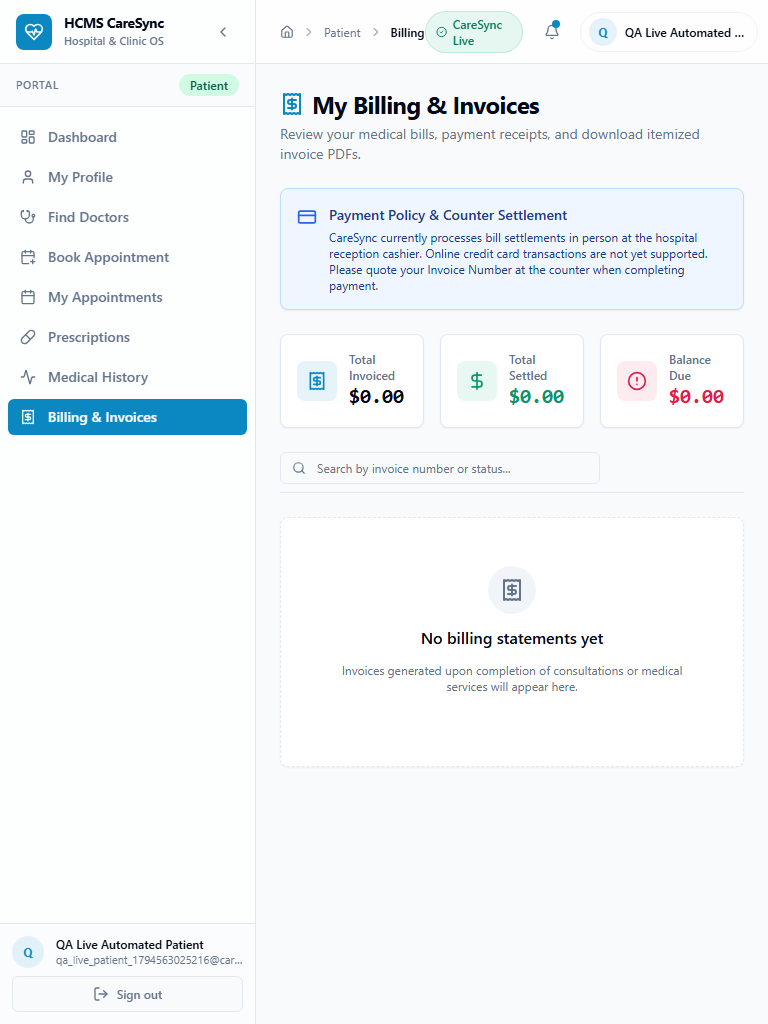 HCMS CareSync
Hospital & Clinic OS
PORTAL
Patient
Dashboard
My Profile
Find Doctors
Book Appointment
My Appointments
Prescriptions
Medical History
Billing & Invoices
Q
QA Live Automated Patient
qa_live_patient_1794563025216@car...
Sign out
Patient
Billing
CareSync
Live
Q
QA Live Automated ...
My Billing & Invoices
Review your medical bills, payment receipts, and download itemized
invoice PDFs.
Payment Policy & Counter Settlement
CareSync currently processes bill settlements in person at the hospital
reception cashier. Online credit card transactions are not yet supported.
Please quote your Invoice Number at the counter when completing
payment.
Total
Invoiced
$0.00
Total
Settled
$0.00
Balance
Due
$0.00
Search by invoice number or status...
No billing statements yet
Invoices generated upon completion of consultations or medical
services will appear here.